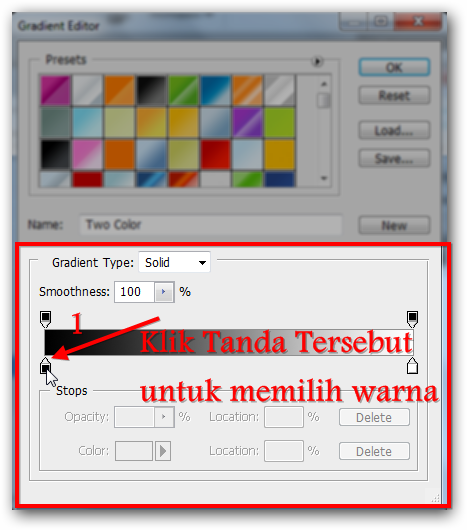 Gradient Editor
Presets
OK
Reset
Load...
Save...
Name: Two Color
New
Gradient Type: Solid
Smoothness: 100 %
1
Klik Tanda Tersebut
untuk memilih warna
Stops
Opacity: % Location: % Delete
Color: Location: % Delete